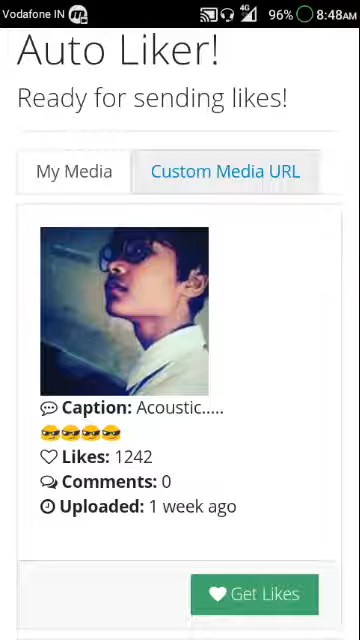 Vodafone IN 4G 96% 8:48AM
Auto Liker!
Ready for sending likes!
My Media Custom Media URL
Caption: Acoustic.....
😎😎😎😎
Likes: 1242
Comments: 0
Uploaded: 1 week ago
Get Likes